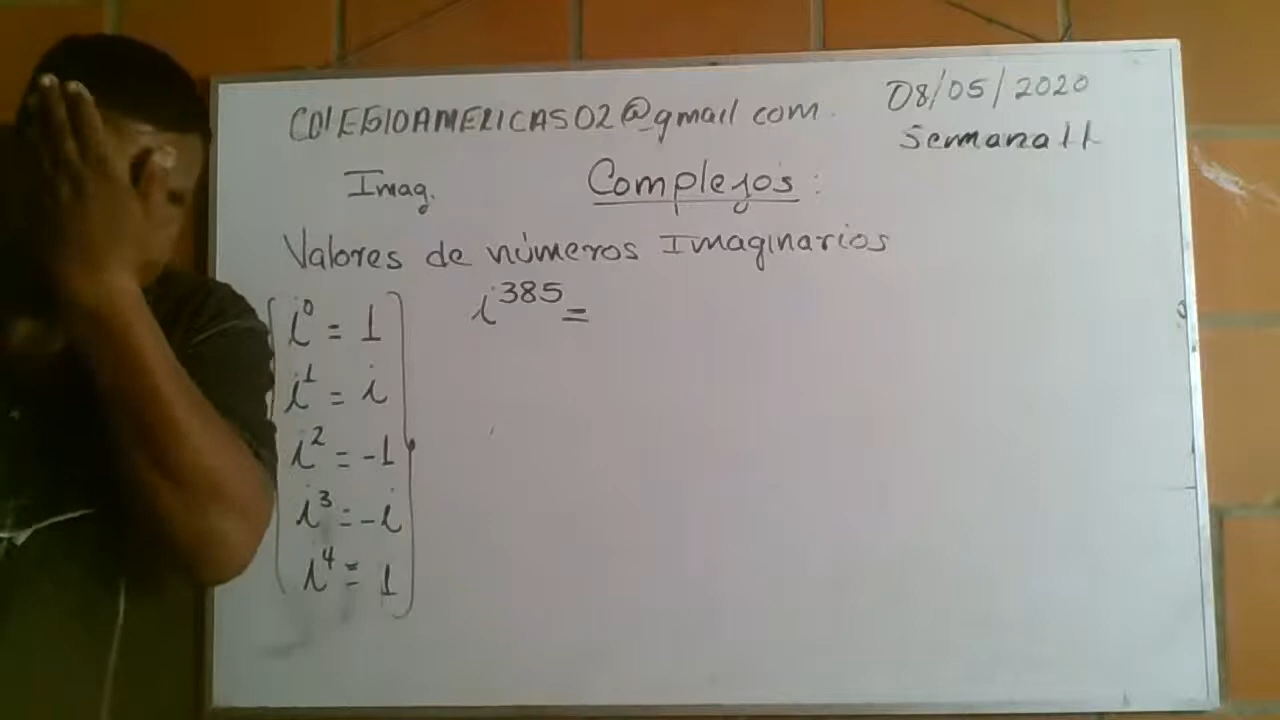 COLEGIOAMERICAS02@gmail com.
08/05/2020
Semana 11
Imag.
Complejos:
Valores de números Imaginarios
i⁰ = 1
i¹ = i
i² = -1
i³ = -i
i⁴ = 1
i³⁸⁵ =